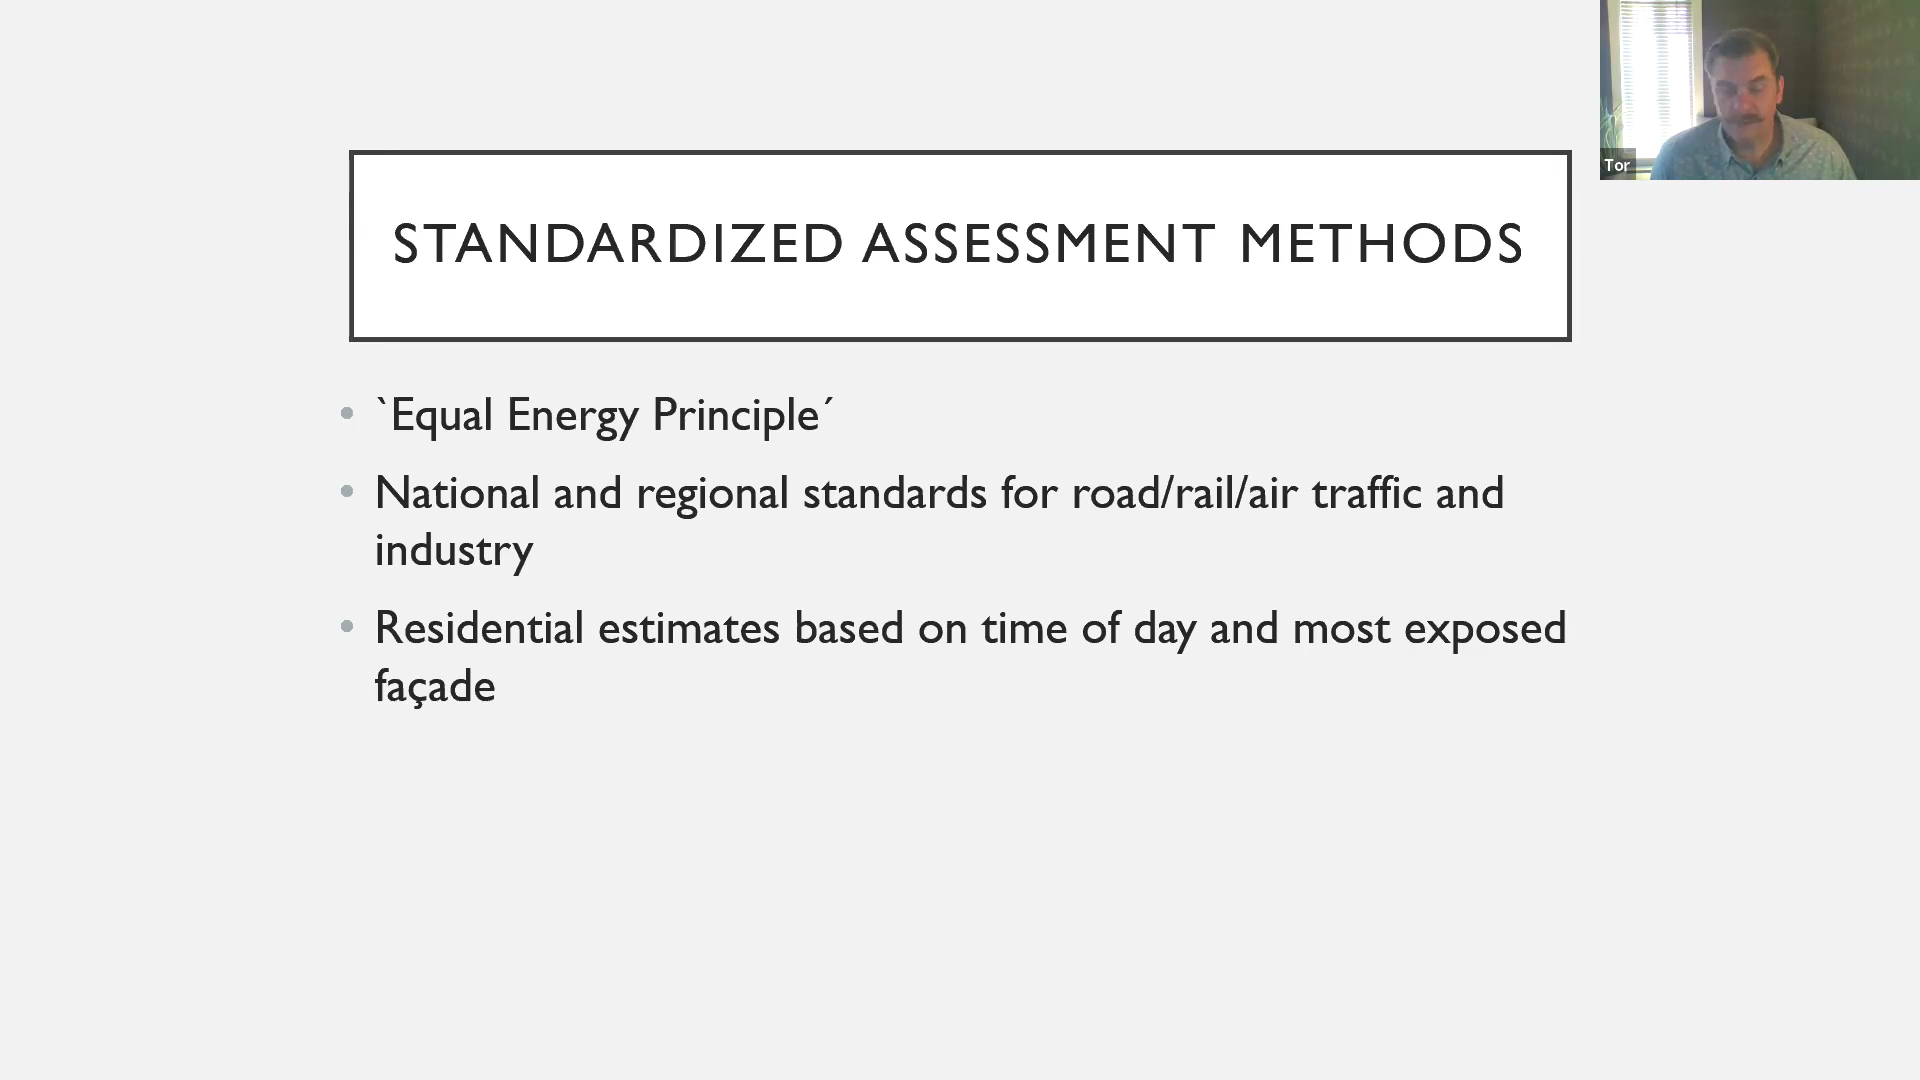 STANDARDIZED ASSESSMENT METHODS
• `Equal Energy Principle´
• National and regional standards for road/rail/air traffic and
industry
• Residential estimates based on time of day and most exposed
façade
Tor